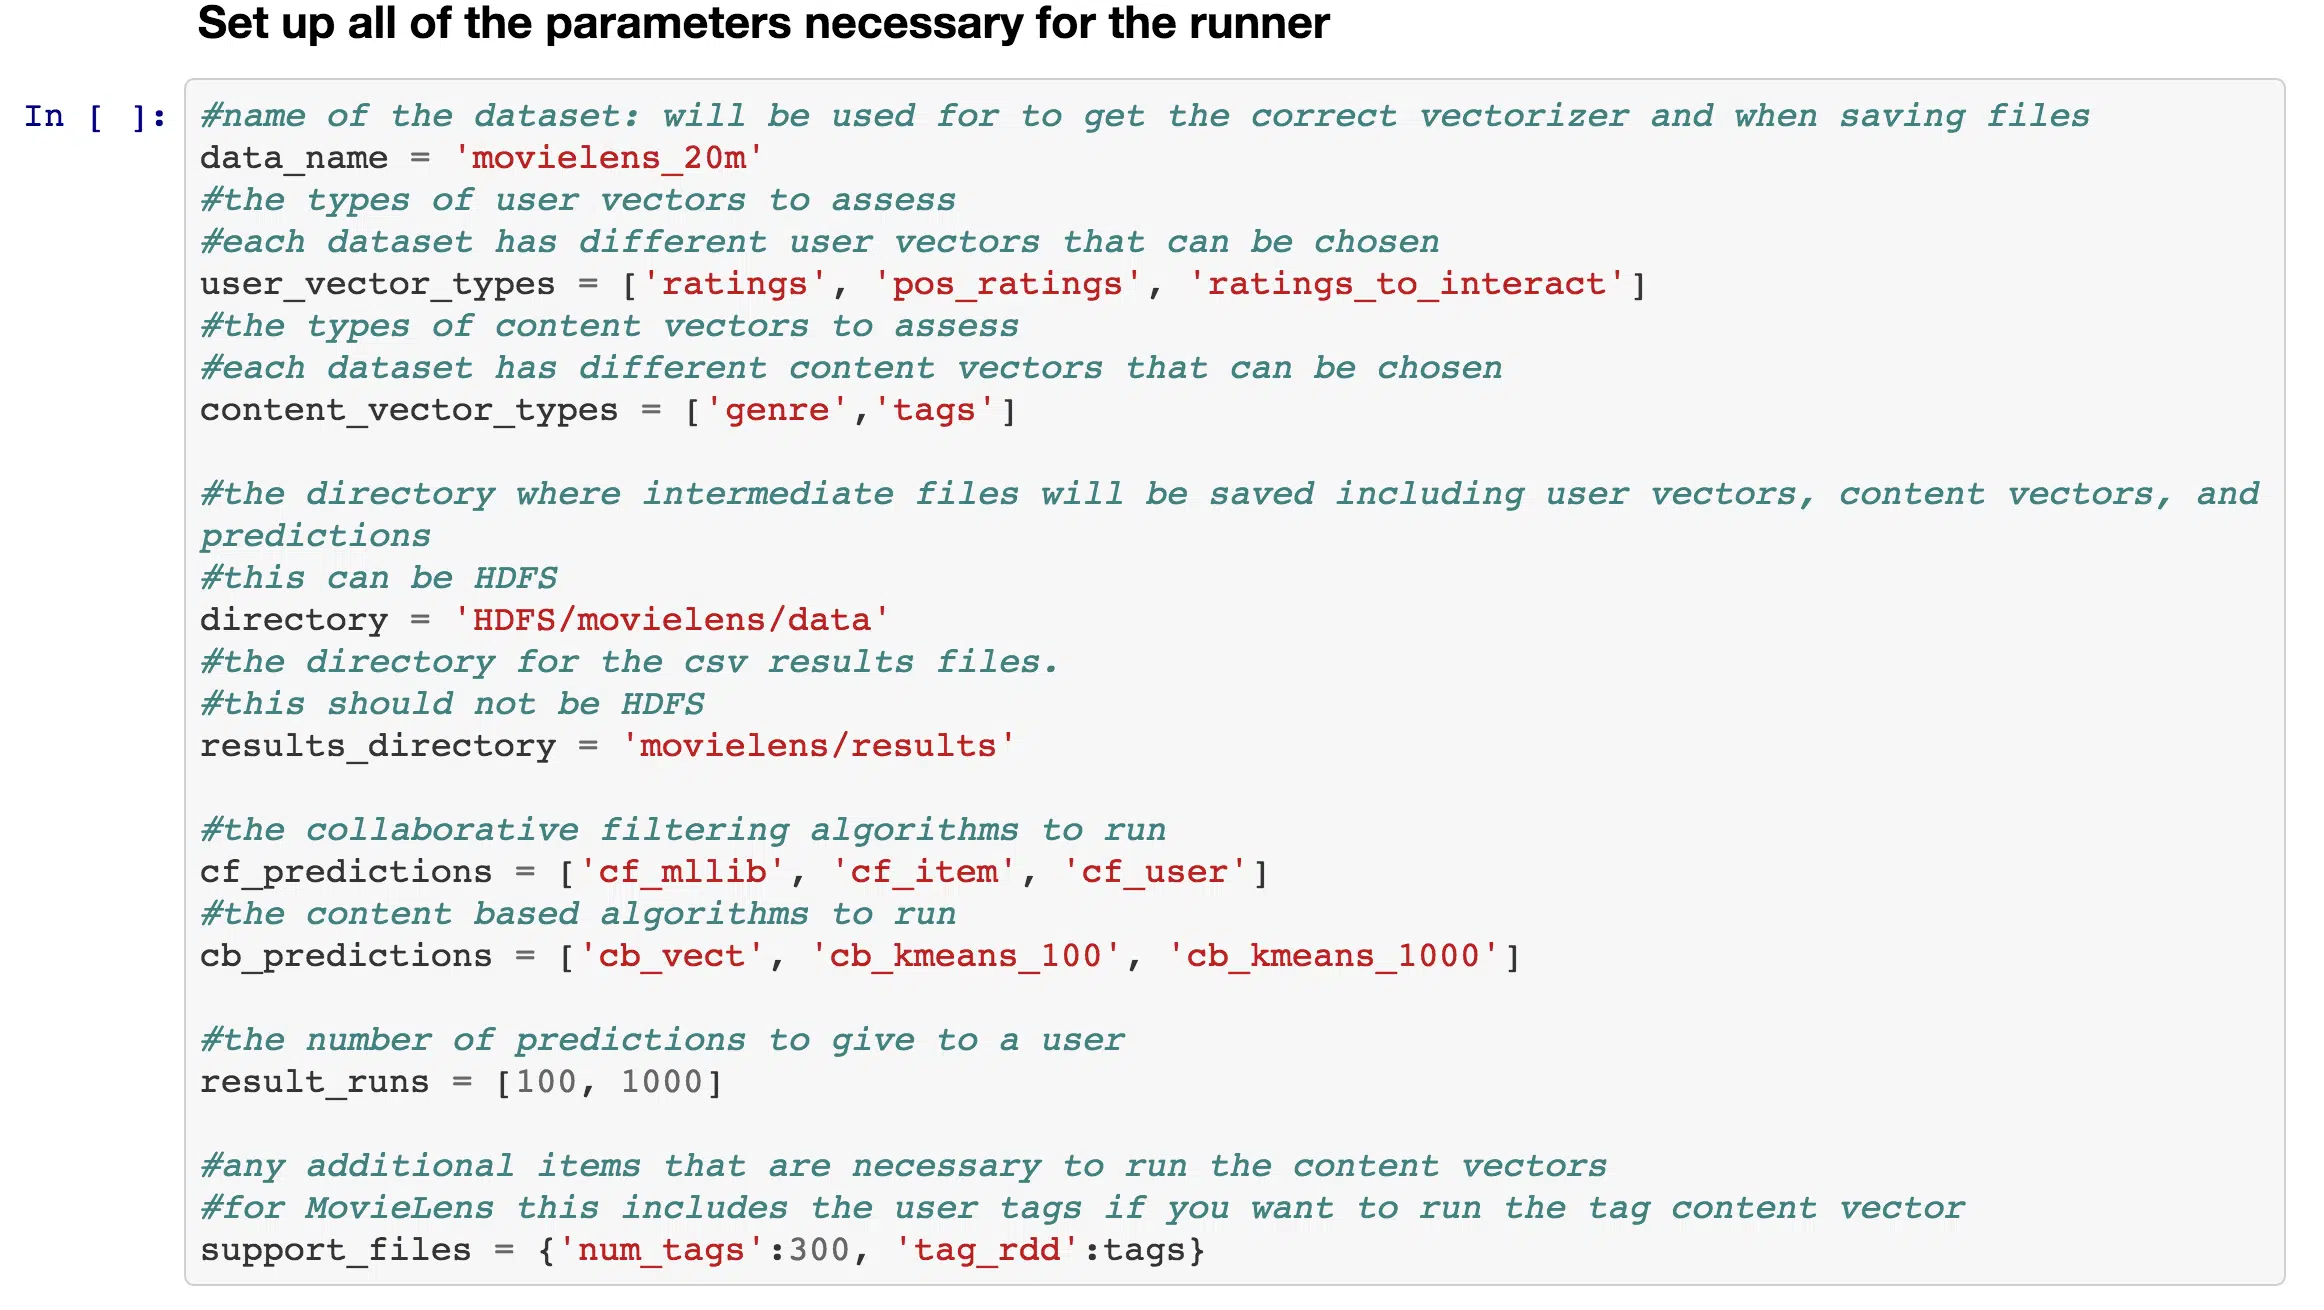 Set up all of the parameters necessary for the runner
In [ ]:
#name of the dataset: will be used for to get the correct vectorizer and when saving files
data_name = 'movielens_20m'
#the types of user vectors to assess
#each dataset has different user vectors that can be chosen
user_vector_types = ['ratings', 'pos_ratings', 'ratings_to_interact']
#the types of content vectors to assess
#each dataset has different content vectors that can be chosen
content_vector_types = ['genre','tags']
#the directory where intermediate files will be saved including user vectors, content vectors, and
predictions
#this can be HDFS
directory = 'HDFS/movielens/data'
#the directory for the csv results files.
#this should not be HDFS
results_directory = 'movielens/results'
#the collaborative filtering algorithms to run
cf_predictions = ['cf_mllib', 'cf_item', 'cf_user']
#the content based algorithms to run
cb_predictions = ['cb_vect', 'cb_kmeans_100', 'cb_kmeans_1000']
#the number of predictions to give to a user
result_runs = [100, 1000]
#any additional items that are necessary to run the content vectors
#for MovieLens this includes the user tags if you want to run the tag content vector
support_files = {'num_tags':300, 'tag_rdd':tags}